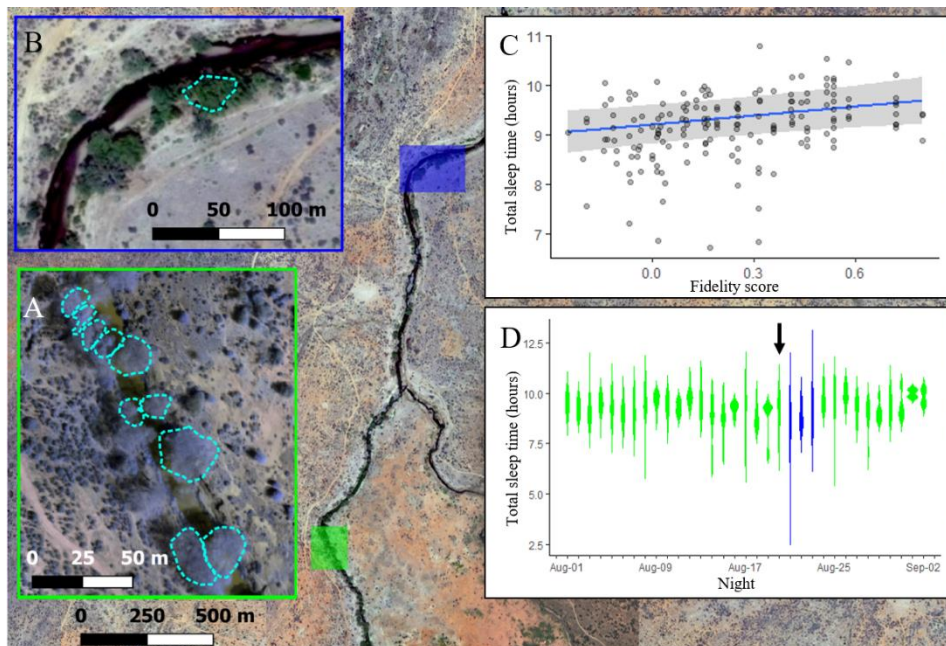 B
0 50 100 m
A
0 25 50 m
0 250 500 m
C
11
10
9
8
7
Total sleep time (hours)
0.0 0.3 0.6
Fidelity score
D
12.5
10.0
7.5
5.0
2.5
Total sleep time (hours)
Aug-01 Aug-09 Aug-17 Aug-25 Sep-02
Night